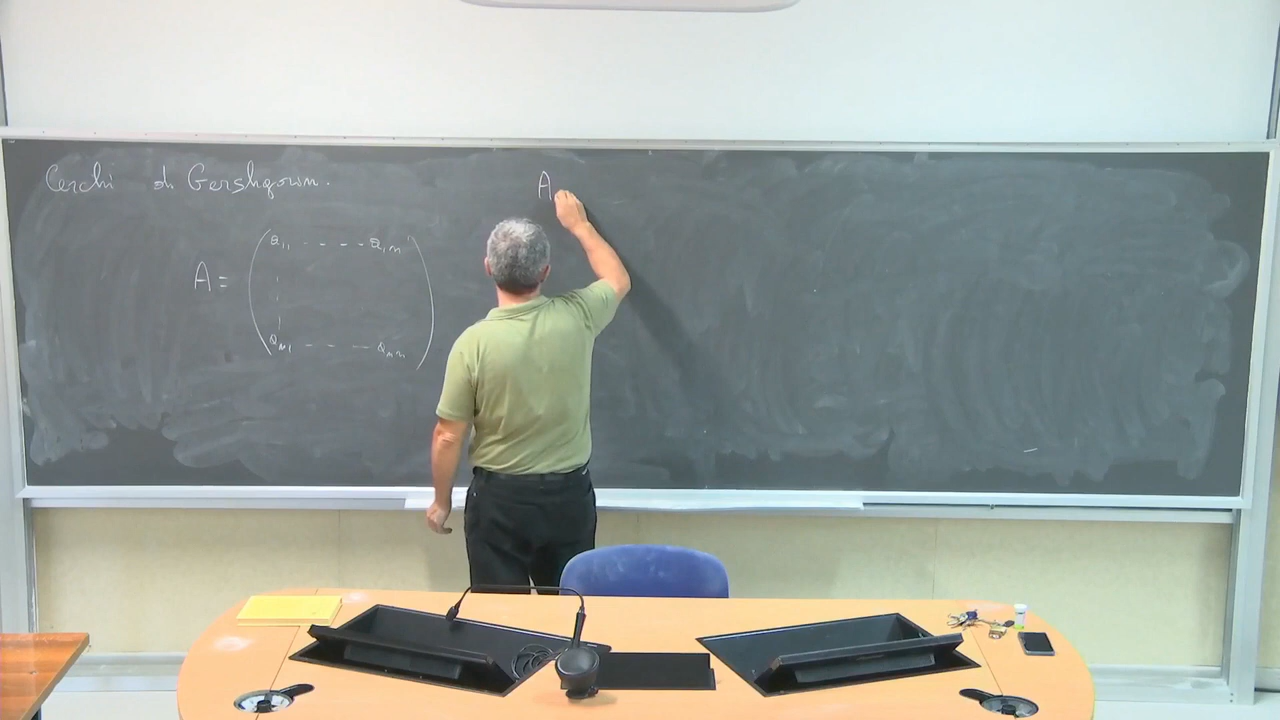 Cerchi di Gershgorin.
A
a₁₁ - - - - a₁ₙ
A =
aₙ₁ - - - - aₙₙ